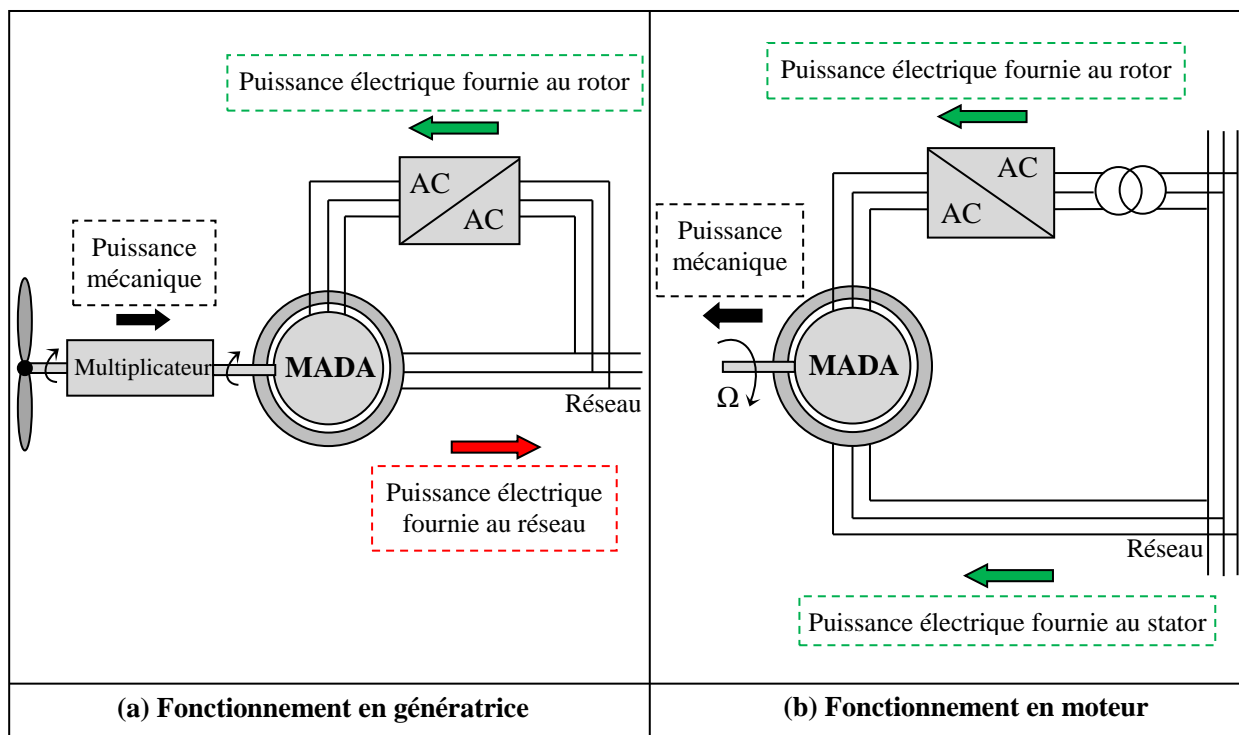 Puissance électrique fournie au rotor
AC
AC
Puissance
mécanique
Multiplicateur
MADA
Réseau
Puissance électrique
fournie au réseau
(a) Fonctionnement en génératrice
Puissance électrique fournie au rotor
AC
AC
Puissance
mécanique
MADA
Ω
Réseau
Puissance électrique fournie au stator
(b) Fonctionnement en moteur